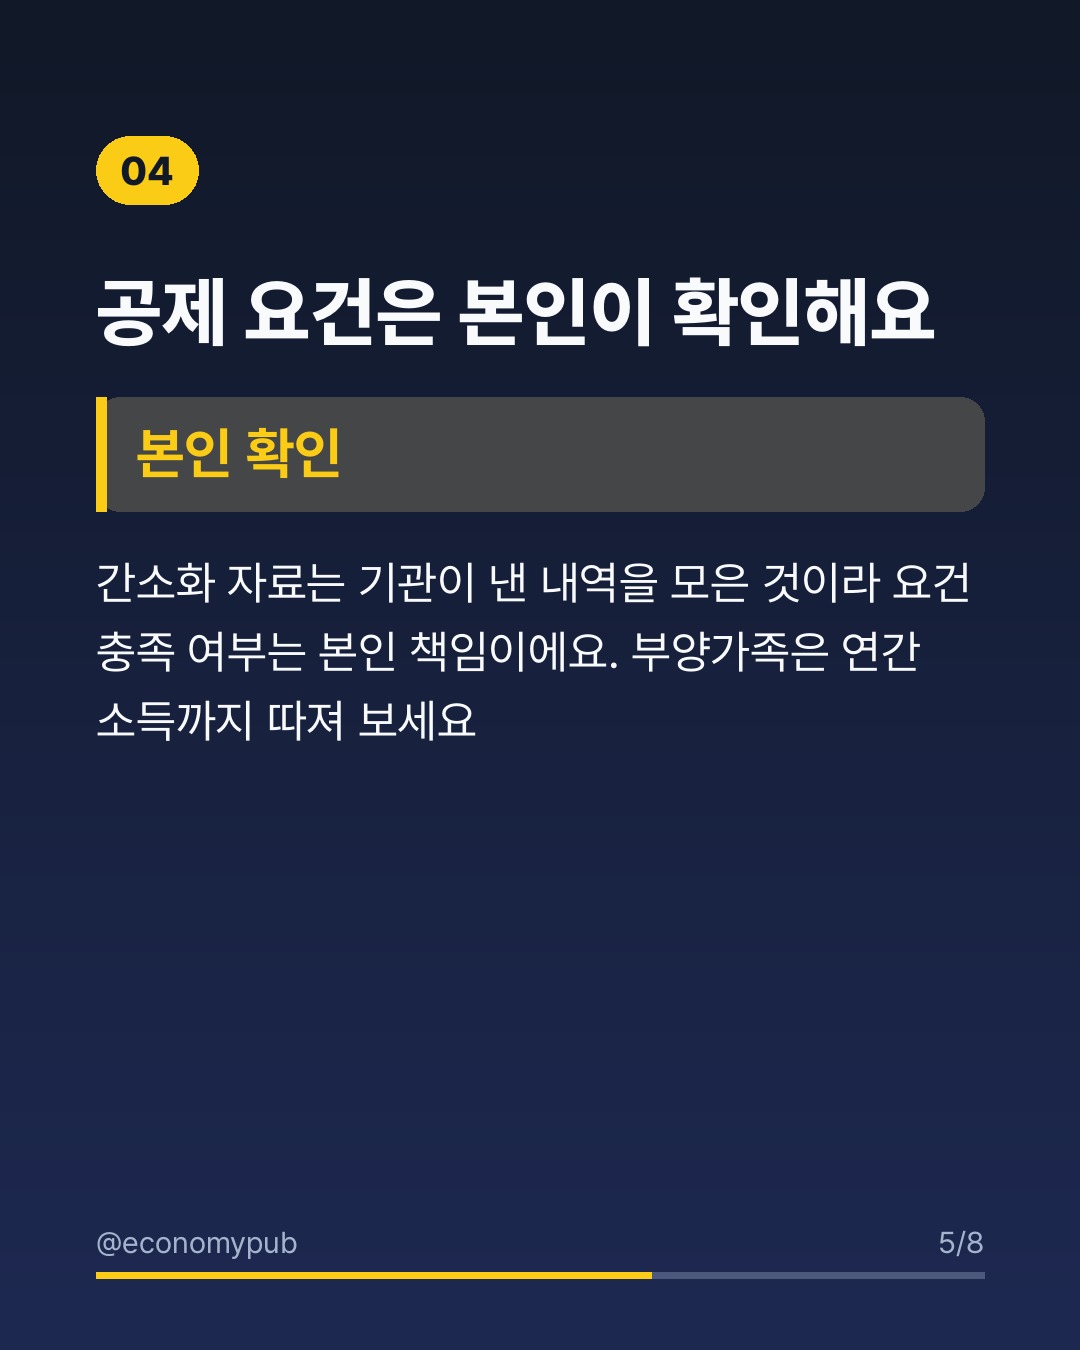 04
공제 요건은 본인이 확인해요
본인 확인
간소화 자료는 기관이 낸 내역을 모은 것이라 요건
충족 여부는 본인 책임이에요. 부양가족은 연간
소득까지 따져 보세요
@economypub
5/8